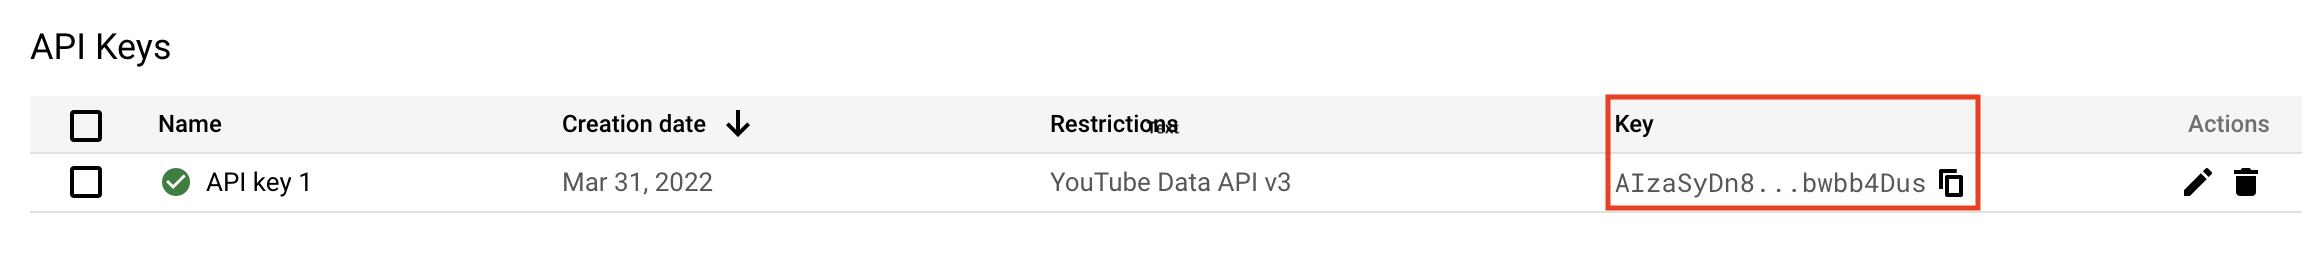 API Keys
Name Creation date Restrictions Text Key Actions
API key 1 Mar 31, 2022 YouTube Data API v3 AIzaSyDn8...bwbb4Dus